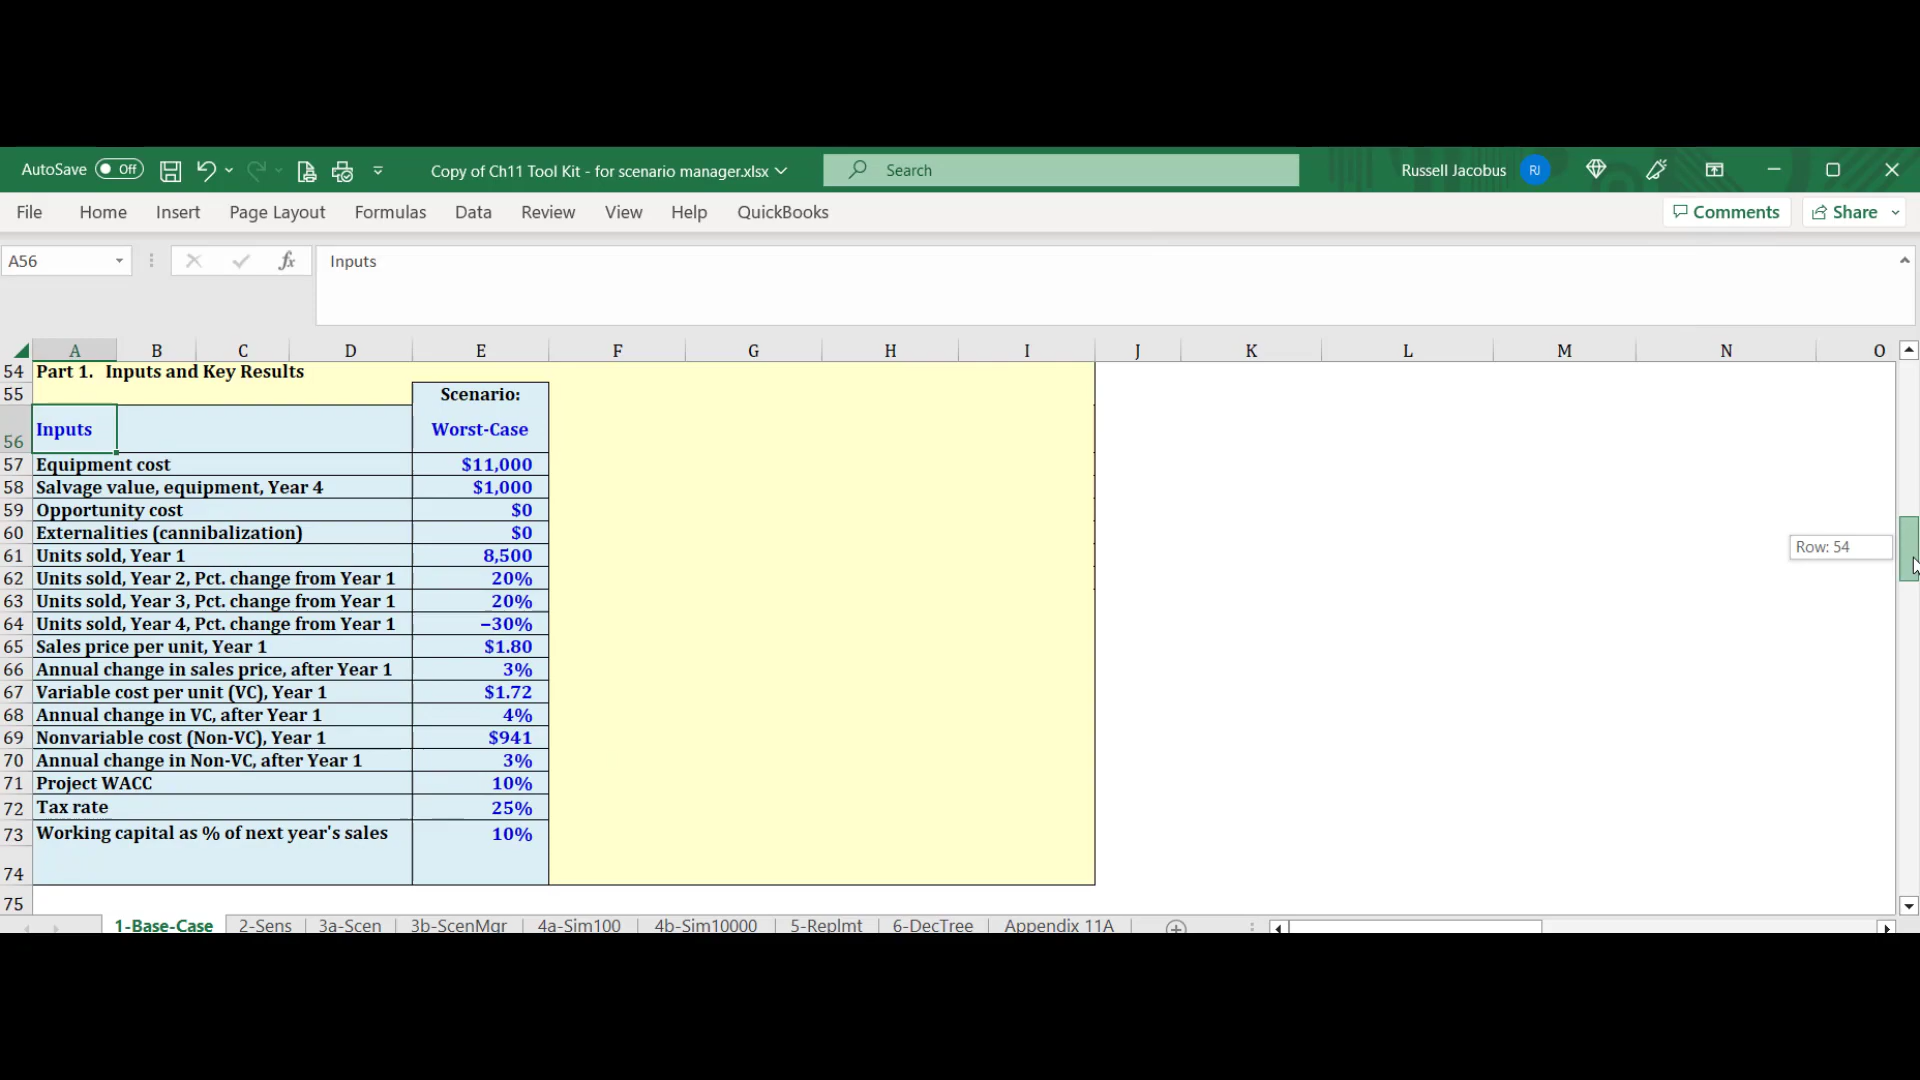 AutoSave Off Copy of Ch11 Tool Kit - for scenario manager.xlsx Search Russell Jacobus RJ
File Home Insert Page Layout Formulas Data Review View Help QuickBooks Comments Share
A56 fx Inputs
A B C D E F G H I J K L M N O
54 Part 1. Inputs and Key Results
55 Scenario:
56 Inputs Worst-Case
57 Equipment cost $11,000
58 Salvage value, equipment, Year 4 $1,000
59 Opportunity cost $0
60 Externalities (cannibalization) $0
61 Units sold, Year 1 8,500
62 Units sold, Year 2, Pct. change from Year 1 20%
63 Units sold, Year 3, Pct. change from Year 1 20%
64 Units sold, Year 4, Pct. change from Year 1 −30%
65 Sales price per unit, Year 1 $1.80
66 Annual change in sales price, after Year 1 3%
67 Variable cost per unit (VC), Year 1 $1.72
68 Annual change in VC, after Year 1 4%
69 Nonvariable cost (Non-VC), Year 1 $941
70 Annual change in Non-VC, after Year 1 3%
71 Project WACC 10%
72 Tax rate 25%
73 Working capital as % of next year's sales 10%
74
75
Row: 54
1-Base-Case 2-Sens 3a-Scen 3b-ScenMgr 4a-Sim100 4b-Sim10000 5-Replmt 6-DecTree Appendix 11A